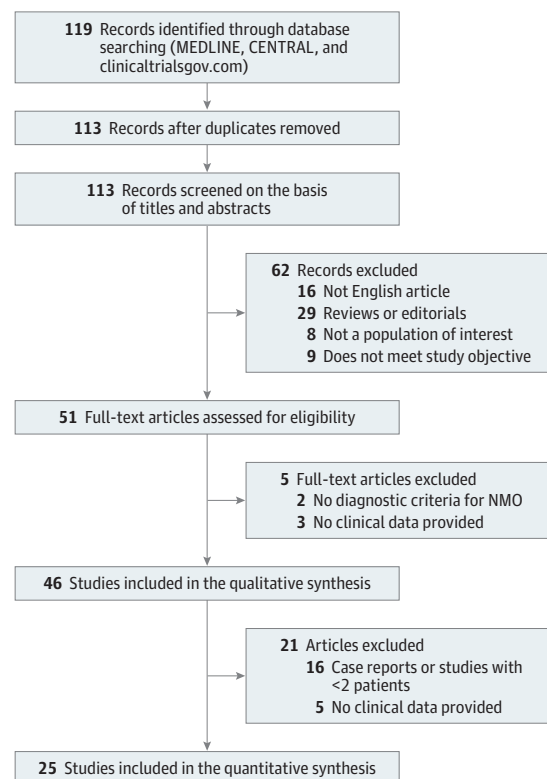 119 Records identified through database
searching (MEDLINE, CENTRAL, and
clinicaltrialsgov.com)
113 Records after duplicates removed
113 Records screened on the basis
of titles and abstracts
62 Records excluded
16 Not English article
29 Reviews or editorials
8 Not a population of interest
9 Does not meet study objective
51 Full-text articles assessed for eligibility
5 Full-text articles excluded
2 No diagnostic criteria for NMO
3 No clinical data provided
46 Studies included in the qualitative synthesis
21 Articles excluded
16 Case reports or studies with
<2 patients
5 No clinical data provided
25 Studies included in the quantitative synthesis